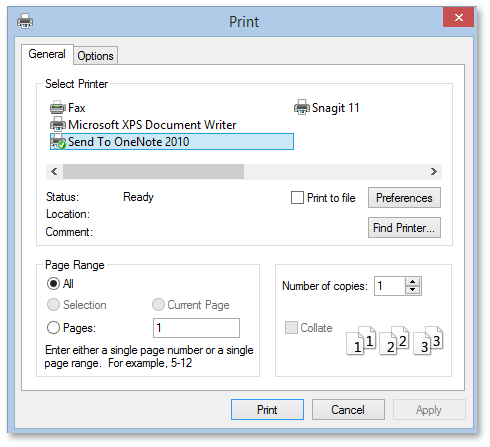 Print
General Options
Select Printer
Fax Snagit 11
Microsoft XPS Document Writer
Send To OneNote 2010
Status: Ready Print to file Preferences
Location:
Comment: Find Printer...
Page Range
All
Selection Current Page
Pages: 1
Enter either a single page number or a single
page range. For example, 5-12
Number of copies: 1
Collate 1 1 2 2 3 3
Print Cancel Apply